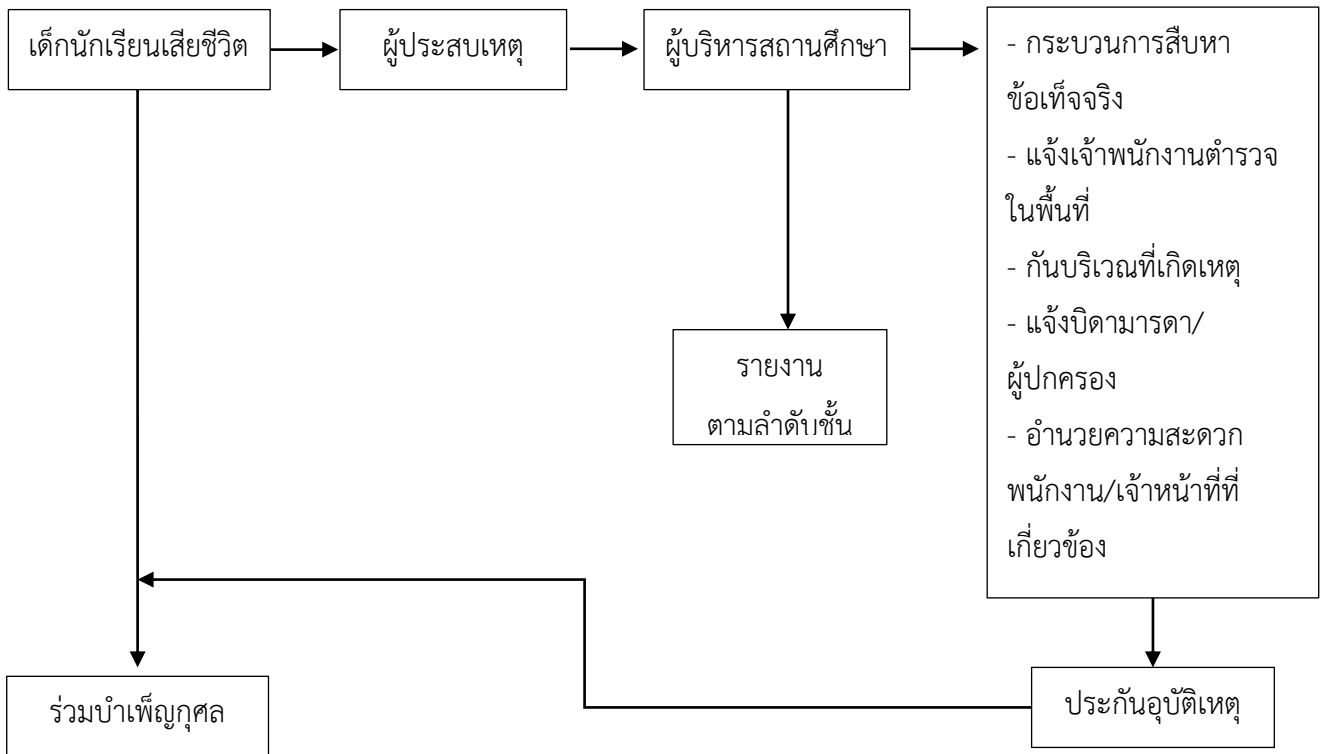 เด็กนักเรียนเสียชีวิต
ผู้ประสบเหตุ
ผู้บริหารสถานศึกษา
- กระบวนการสืบหา
ข้อเท็จจริง
- แจ้งเจ้าพนักงานตำรวจ
ในพื้นที่
- กันบริเวณที่เกิดเหตุ
- แจ้งบิดามารดา/
ผู้ปกครอง
- อำนวยความสะดวก
พนักงาน/เจ้าหน้าที่ที่
เกี่ยวข้อง
รายงาน
ตามลำดับชั้น
ร่วมบำเพ็ญกุศล
ประกันอุบัติเหตุ